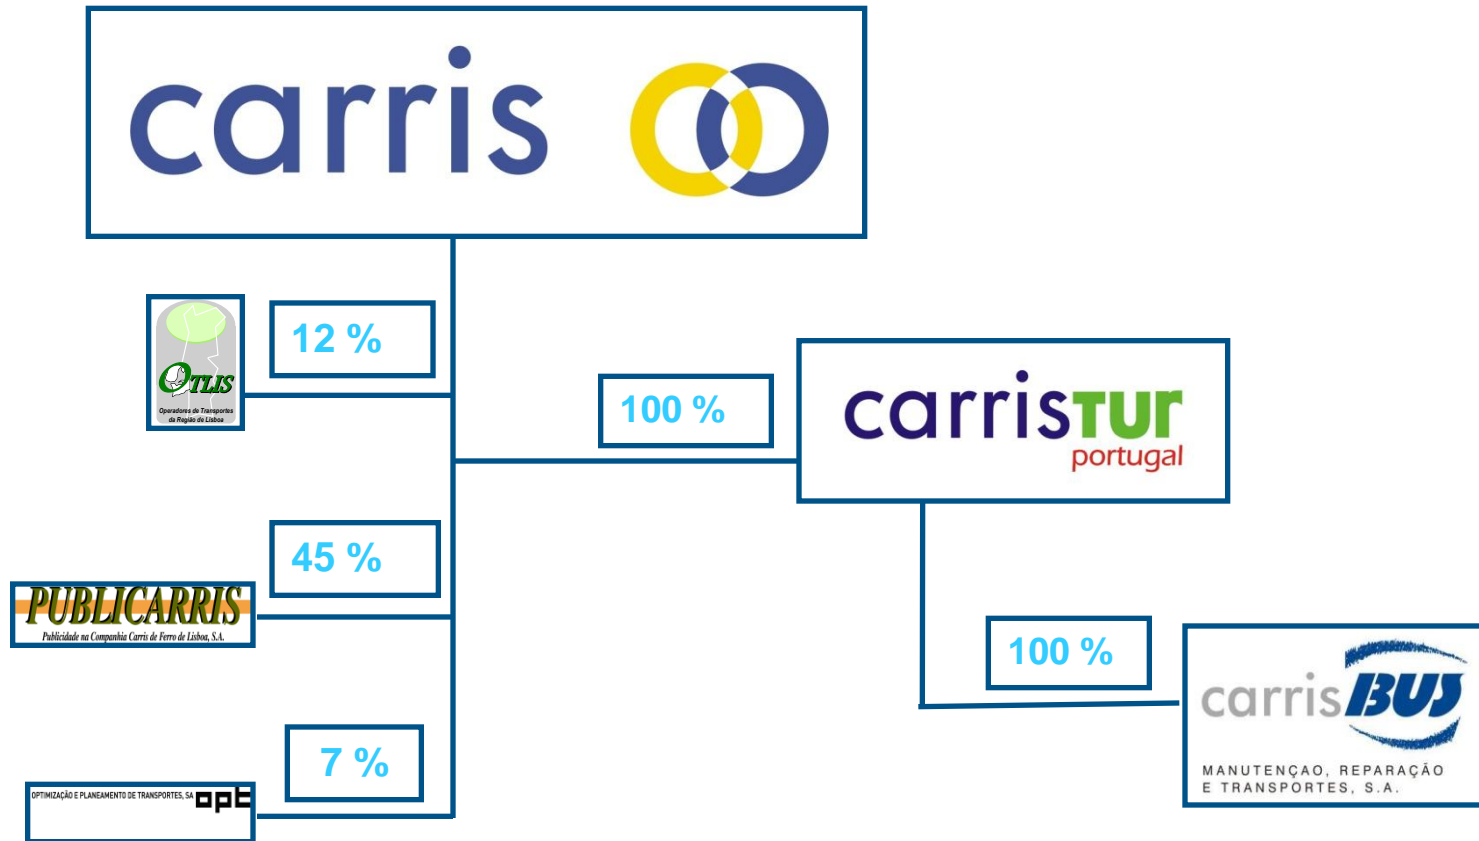 carris
12 %
OTLIS
Operadores de Transportes
da Região de Lisboa
100 %
carrisTUR
portugal
45 %
PUBLICARRIS
Publicidade na Companhia Carris de Ferro de Lisboa, S.A.
100 %
carrisBUS
MANUTENÇAO, REPARAÇÃO
E TRANSPORTES, S.A.
7 %
OPTIMIZAÇÃO E PLANEAMENTO DE TRANSPORTES, SA opt